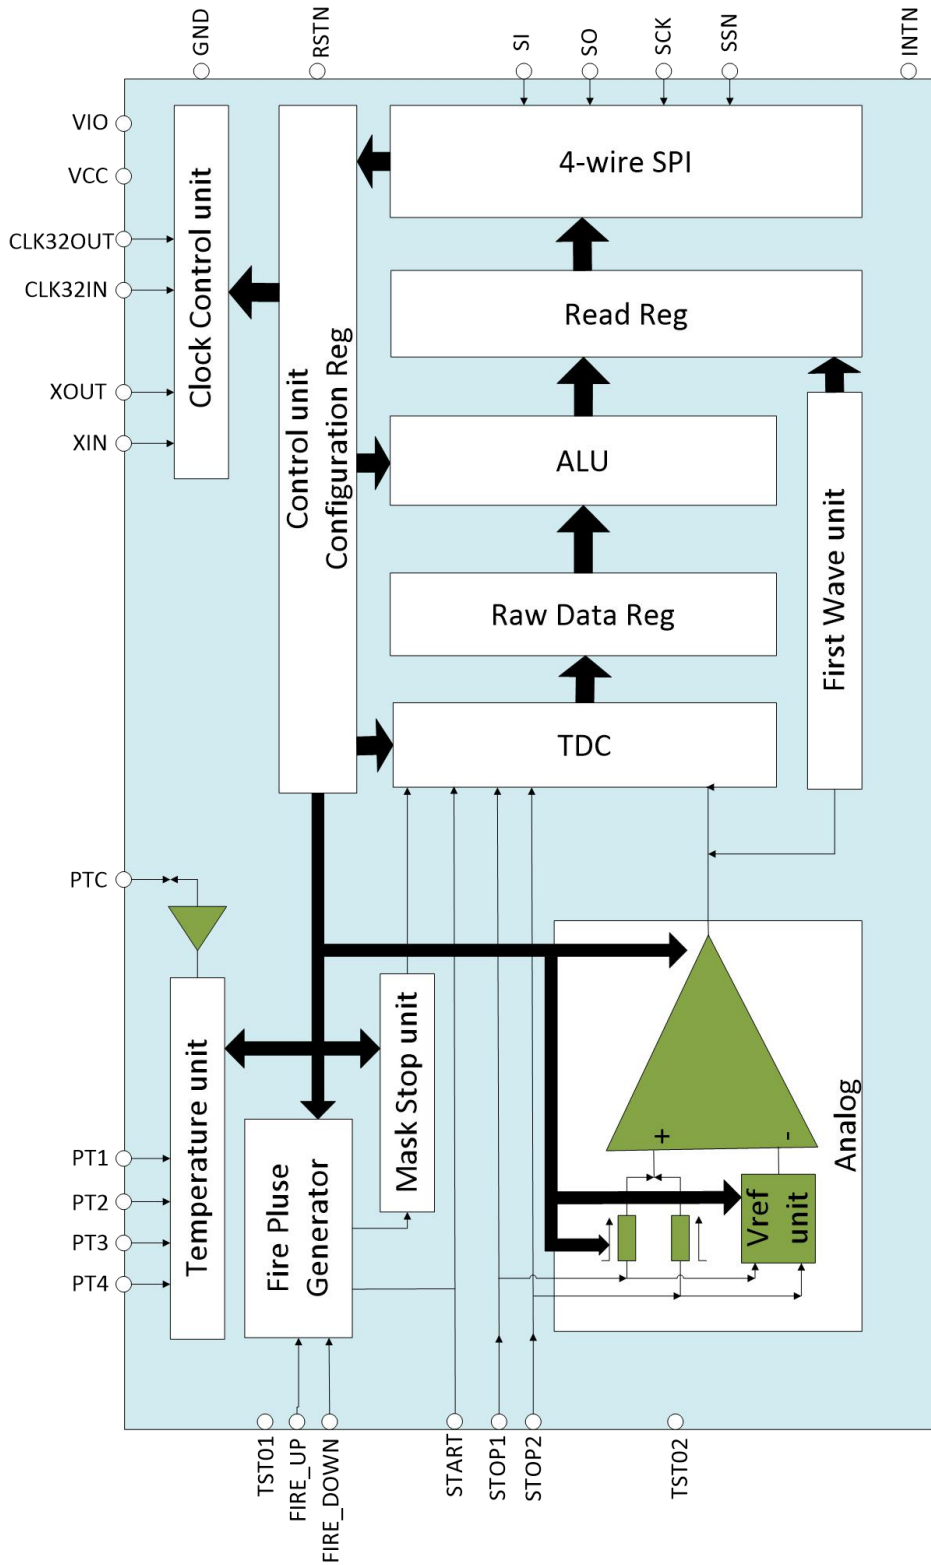 GND
RSTN
SI
SO
SCK
SSN
INTN
VIO
VCC
CLK32OUT
CLK32IN
XOUT
XIN
Clock Control unit
Control unit
Configuration Reg
4-wire SPI
Read Reg
ALU
Raw Data Reg
TDC
First Wave unit
PTC
PT1
PT2
PT3
PT4
Temperature unit
Fire Pluse
Generator
Mask Stop unit
+
-
Vref
unit
Analog
TST01
FIRE_UP
FIRE_DOWN
START
STOP1
STOP2
TST02